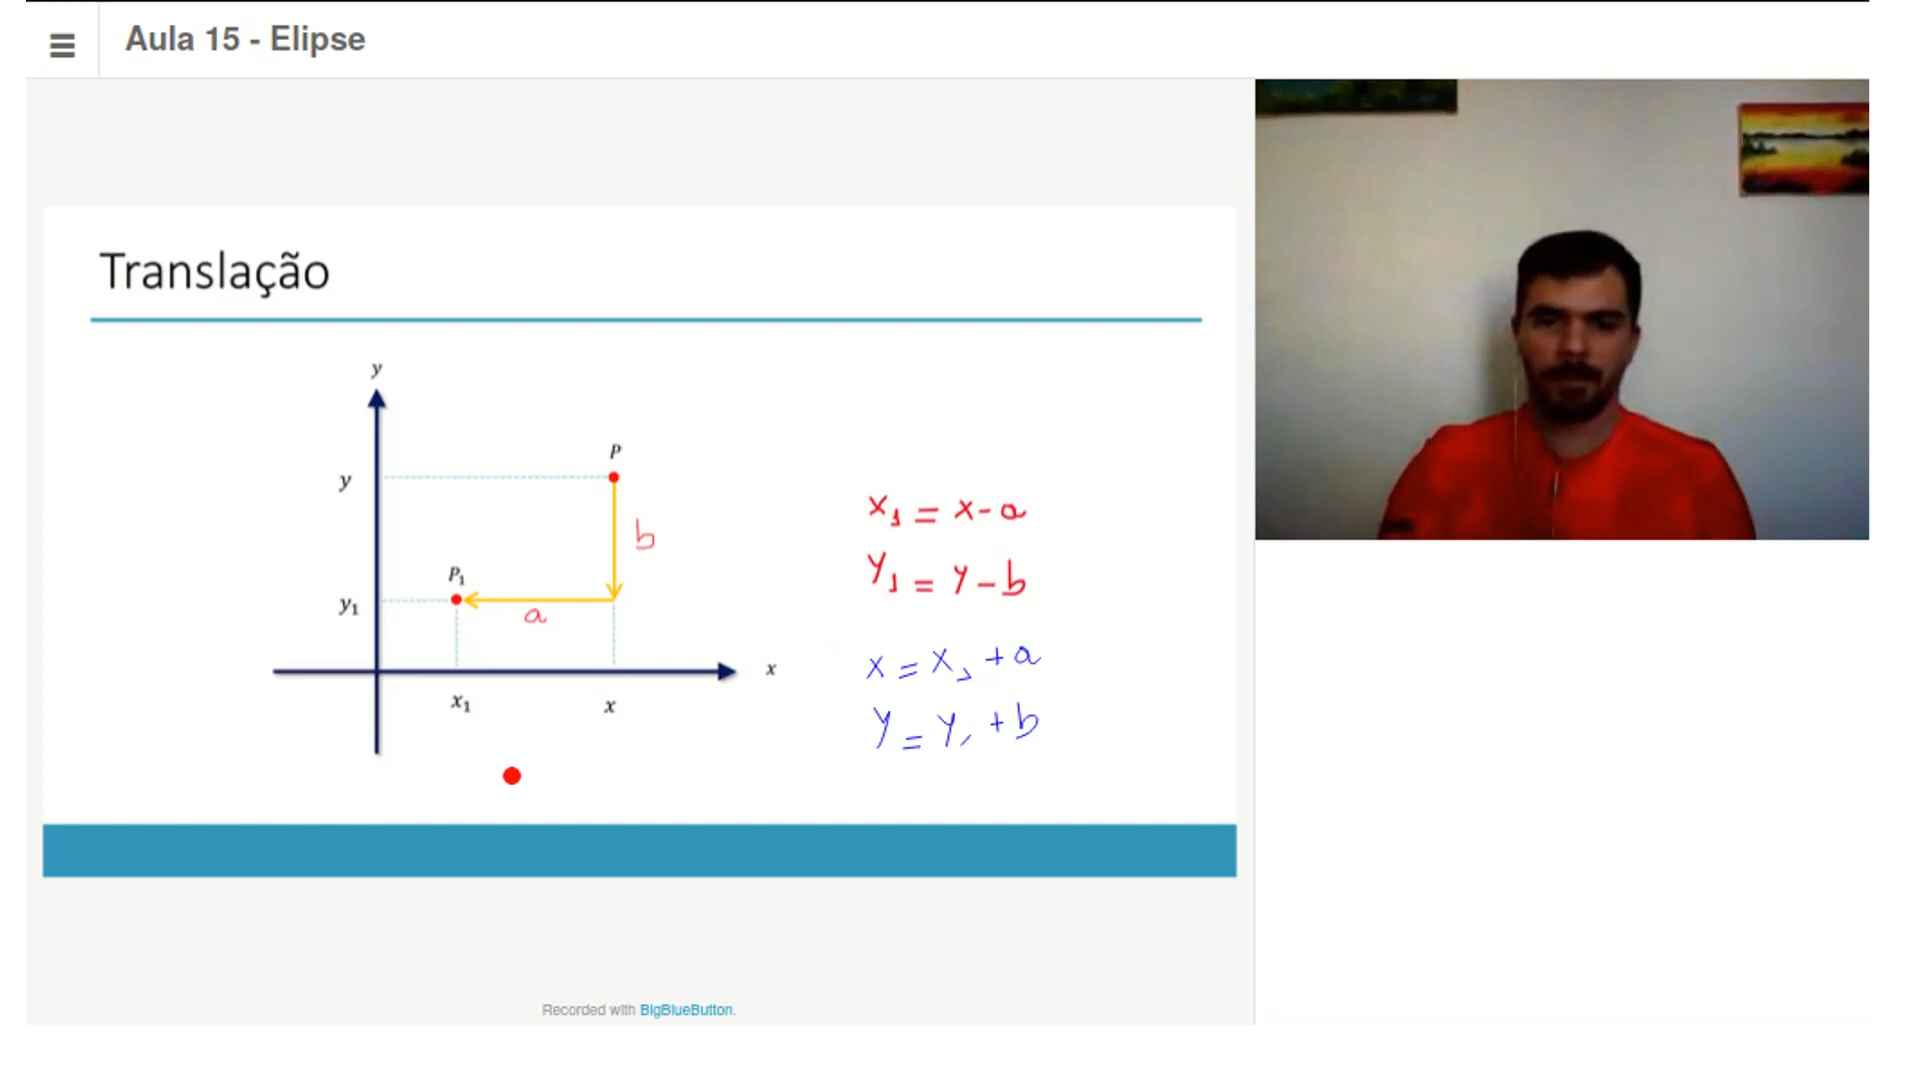 Aula 15 - Elipse
Translação
y
P
y
b
P₁
y₁
a
x
x₁
x
x₁ = x - a
y₁ = y - b
x = x₁ + a
y = y₁ + b
Recorded with BigBlueButton.